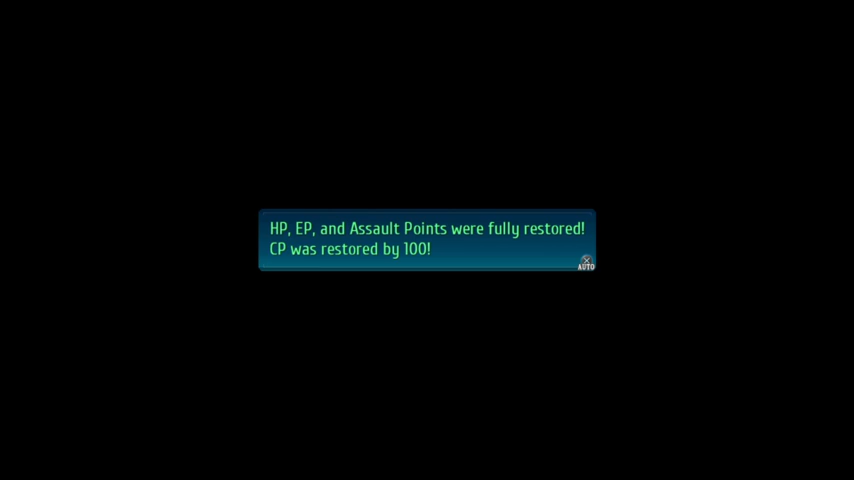 HP, EP, and Assault Points were fully restored!
CP was restored by 100!
AUTO